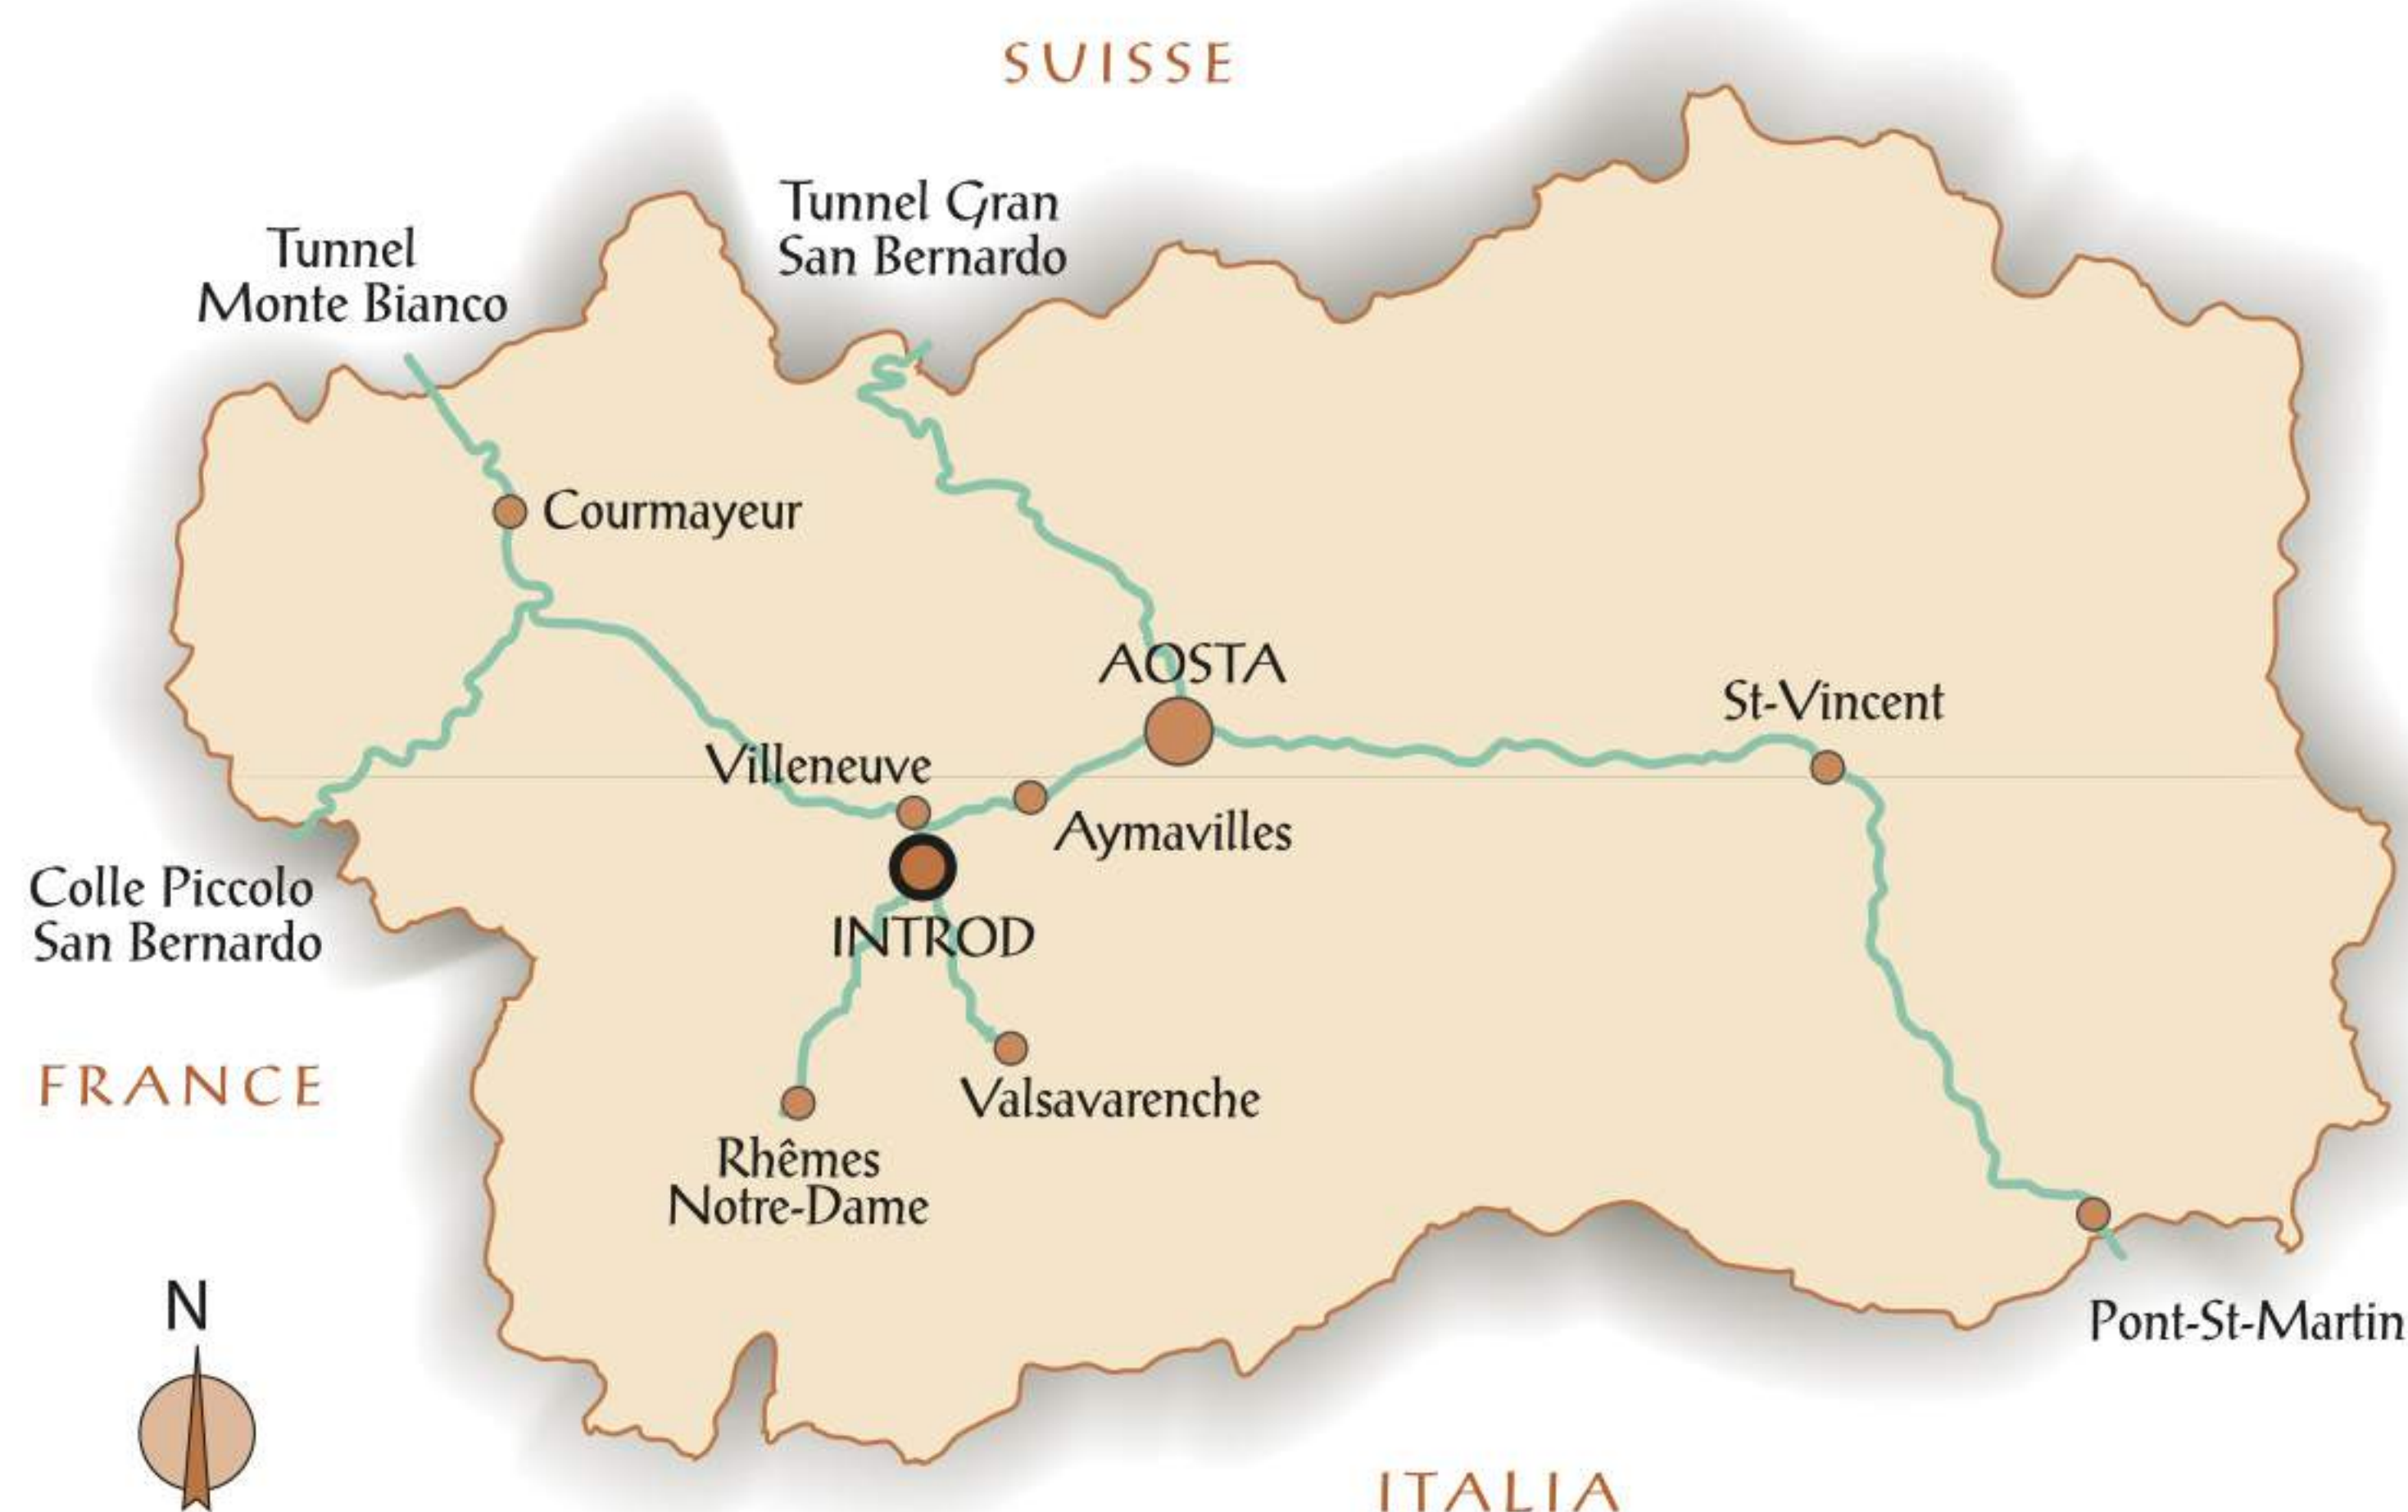 SUISSE
Tunnel Gran
San Bernardo
Tunnel
Monte Bianco
Courmayeur
AOSTA
St-Vincent
Villeneuve
Aymavilles
Colle Piccolo
San Bernardo
INTROD
FRANCE
Valsavarenche
Rhêmes
Notre-Dame
N
Pont-St-Martin
ITALIA